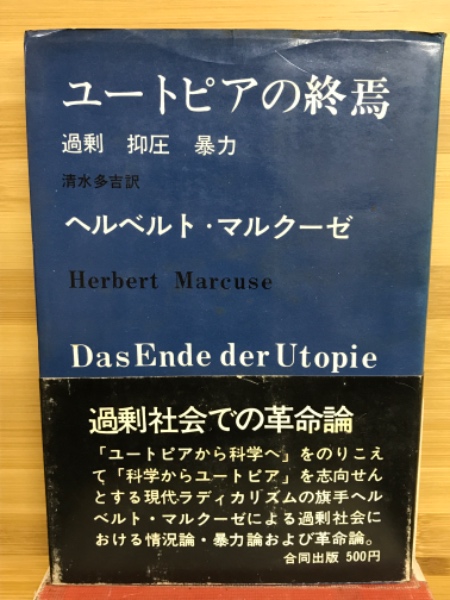 ユートピアの終焉
過剰 抑圧 暴力
清水多吉訳
ヘルベルト・マルクーゼ
Herbert Marcuse
Das Ende der Utopie
過剰社会での革命論
「ユートピアから科学へ」をのりこえ
て「科学からユートピア」を志向せん
とする現代ラディカリズムの旗手ヘル
ベルト・マルクーゼによる過剰社会に
おける情況論・暴力論および革命論。
合同出版 500円